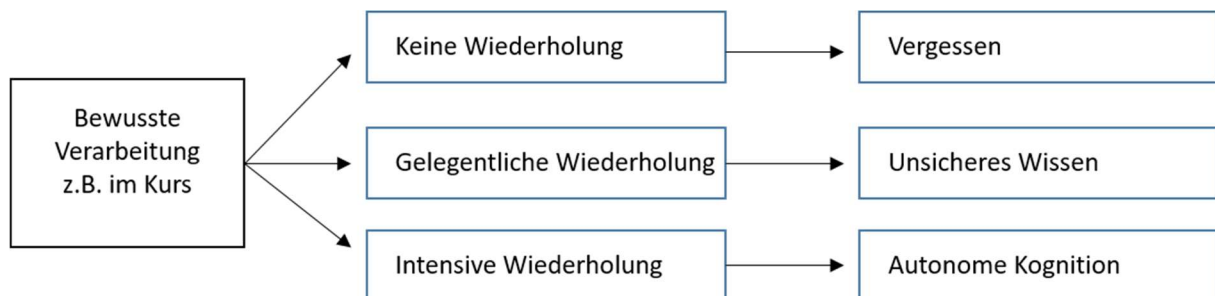 Bewusste
Verarbeitung
z.B. im Kurs
Keine Wiederholung
Vergessen
Gelegentliche Wiederholung
Unsicheres Wissen
Intensive Wiederholung
Autonome Kognition